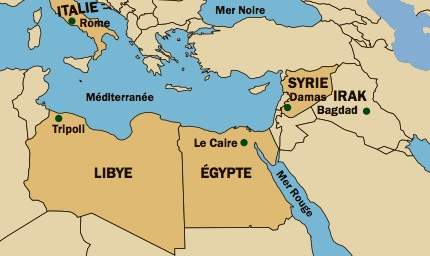 ITALIE
Mer Noire
Rome
SYRIE
Méditerranée
Damas
IRAK
Bagdad
Tripoli
Le Caire
LIBYE
ÉGYPTE
Mer Rouge